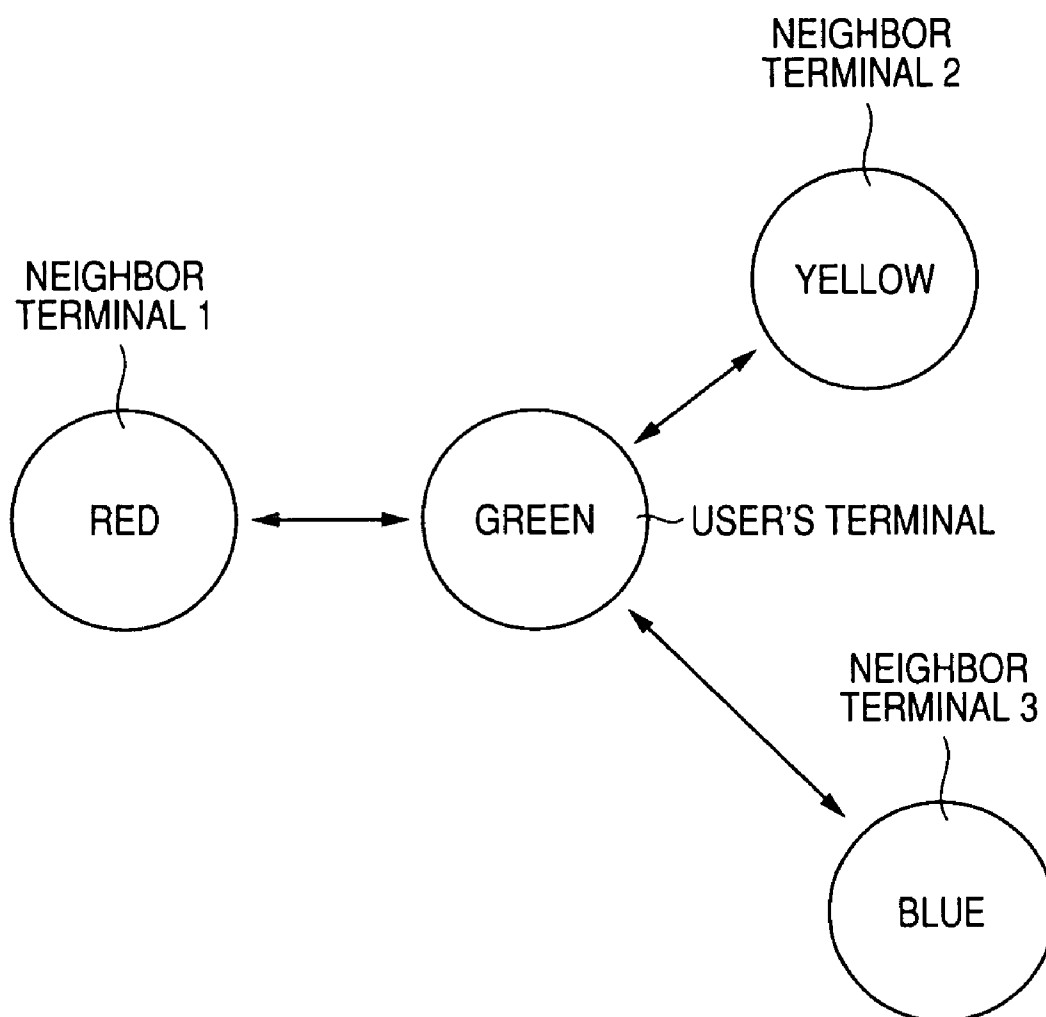 NEIGHBOR
TERMINAL 2
YELLOW
NEIGHBOR
TERMINAL 1
RED
GREEN
USER'S TERMINAL
NEIGHBOR
TERMINAL 3
BLUE